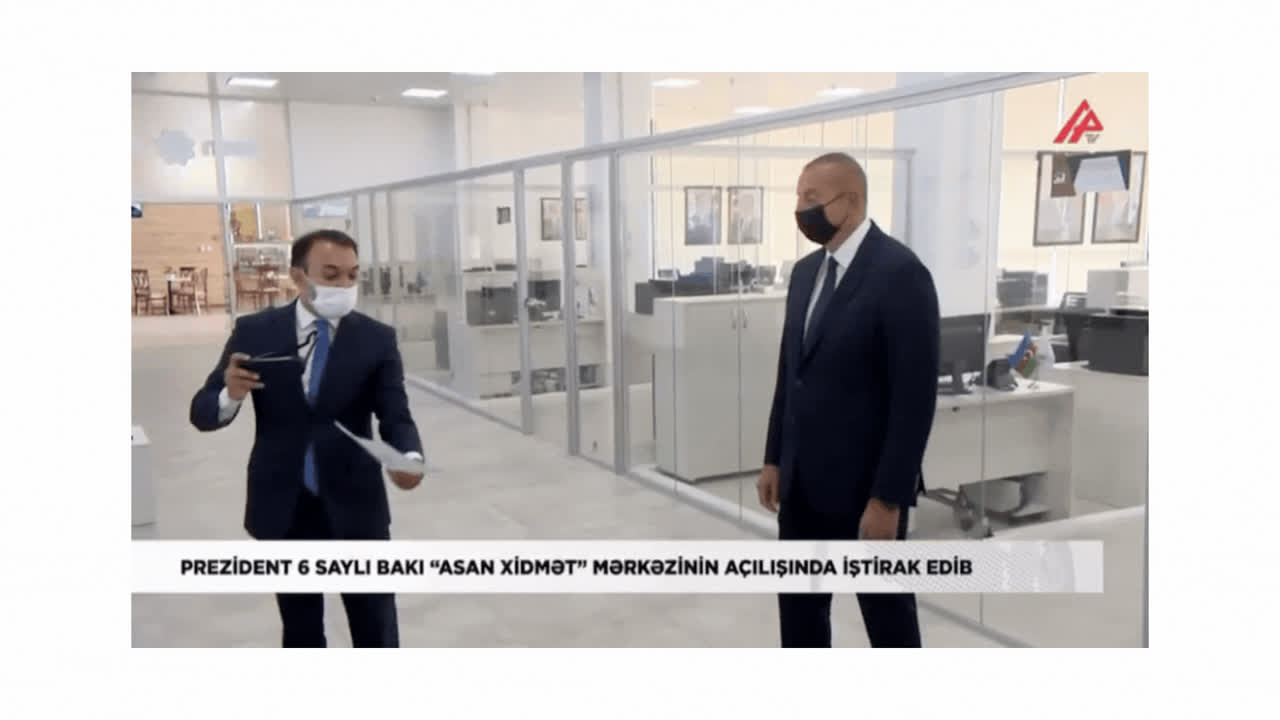 PREZİDENT 6 SAYLI BAKI “ASAN XİDMƏT” MƏRKƏZİNİN AÇILIŞINDA İŞTİRAK EDİB